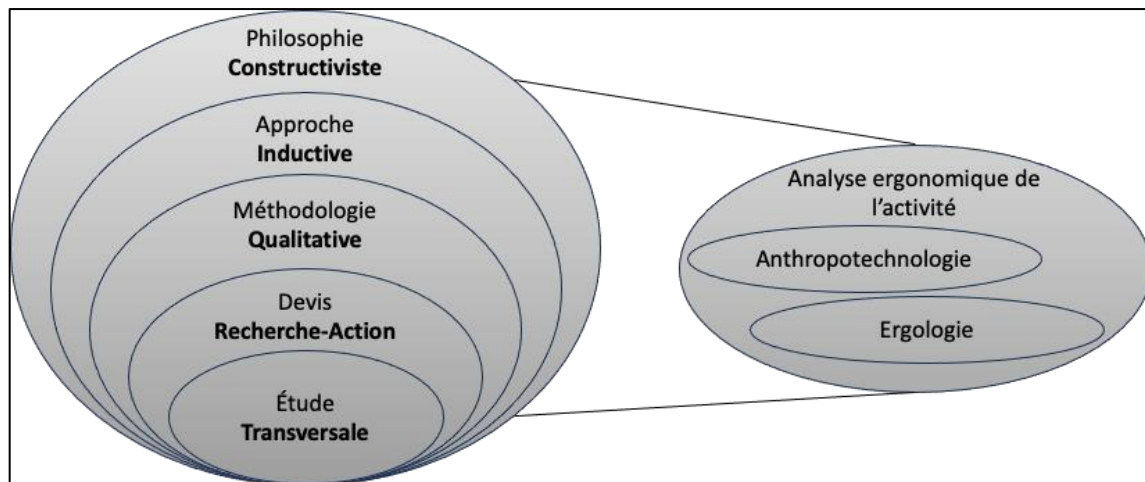 Philosophie
Constructiviste
Approche
Inductive
Méthodologie
Qualitative
Devis
Recherche-Action
Étude
Transversale
Analyse ergonomique de
l’activité
Anthropotechnologie
Ergologie